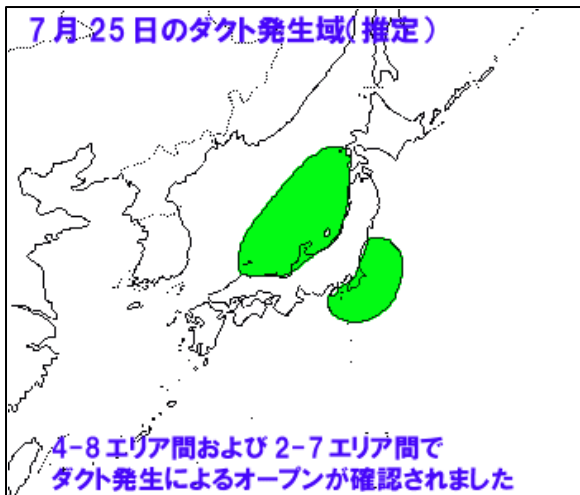 7月25日のダクト発生域(推定)
4-8エリア間および2-7エリア間で
ダクト発生によるオープンが確認されました